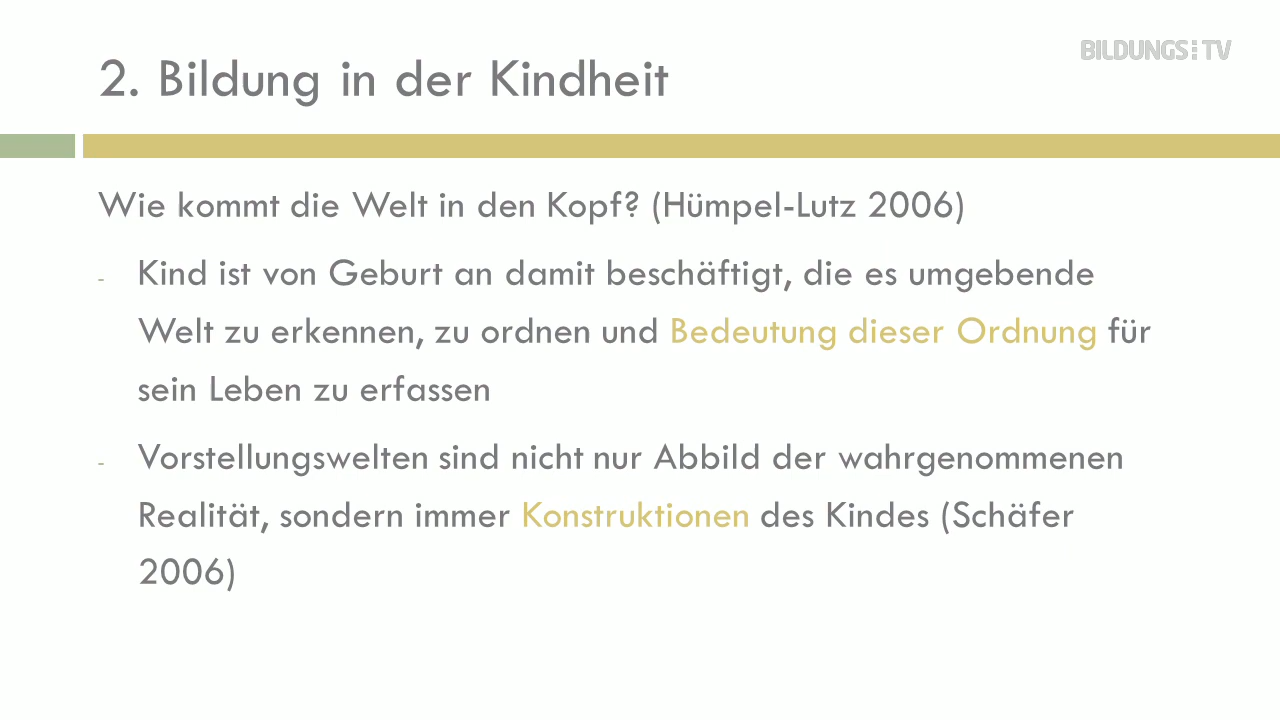 2. Bildung in der Kindheit
BILDUNGS:TV
Wie kommt die Welt in den Kopf? (Hümpel-Lutz 2006)
- Kind ist von Geburt an damit beschäftigt, die es umgebende
Welt zu erkennen, zu ordnen und Bedeutung dieser Ordnung für
sein Leben zu erfassen
- Vorstellungswelten sind nicht nur Abbild der wahrgenommenen
Realität, sondern immer Konstruktionen des Kindes (Schäfer
2006)